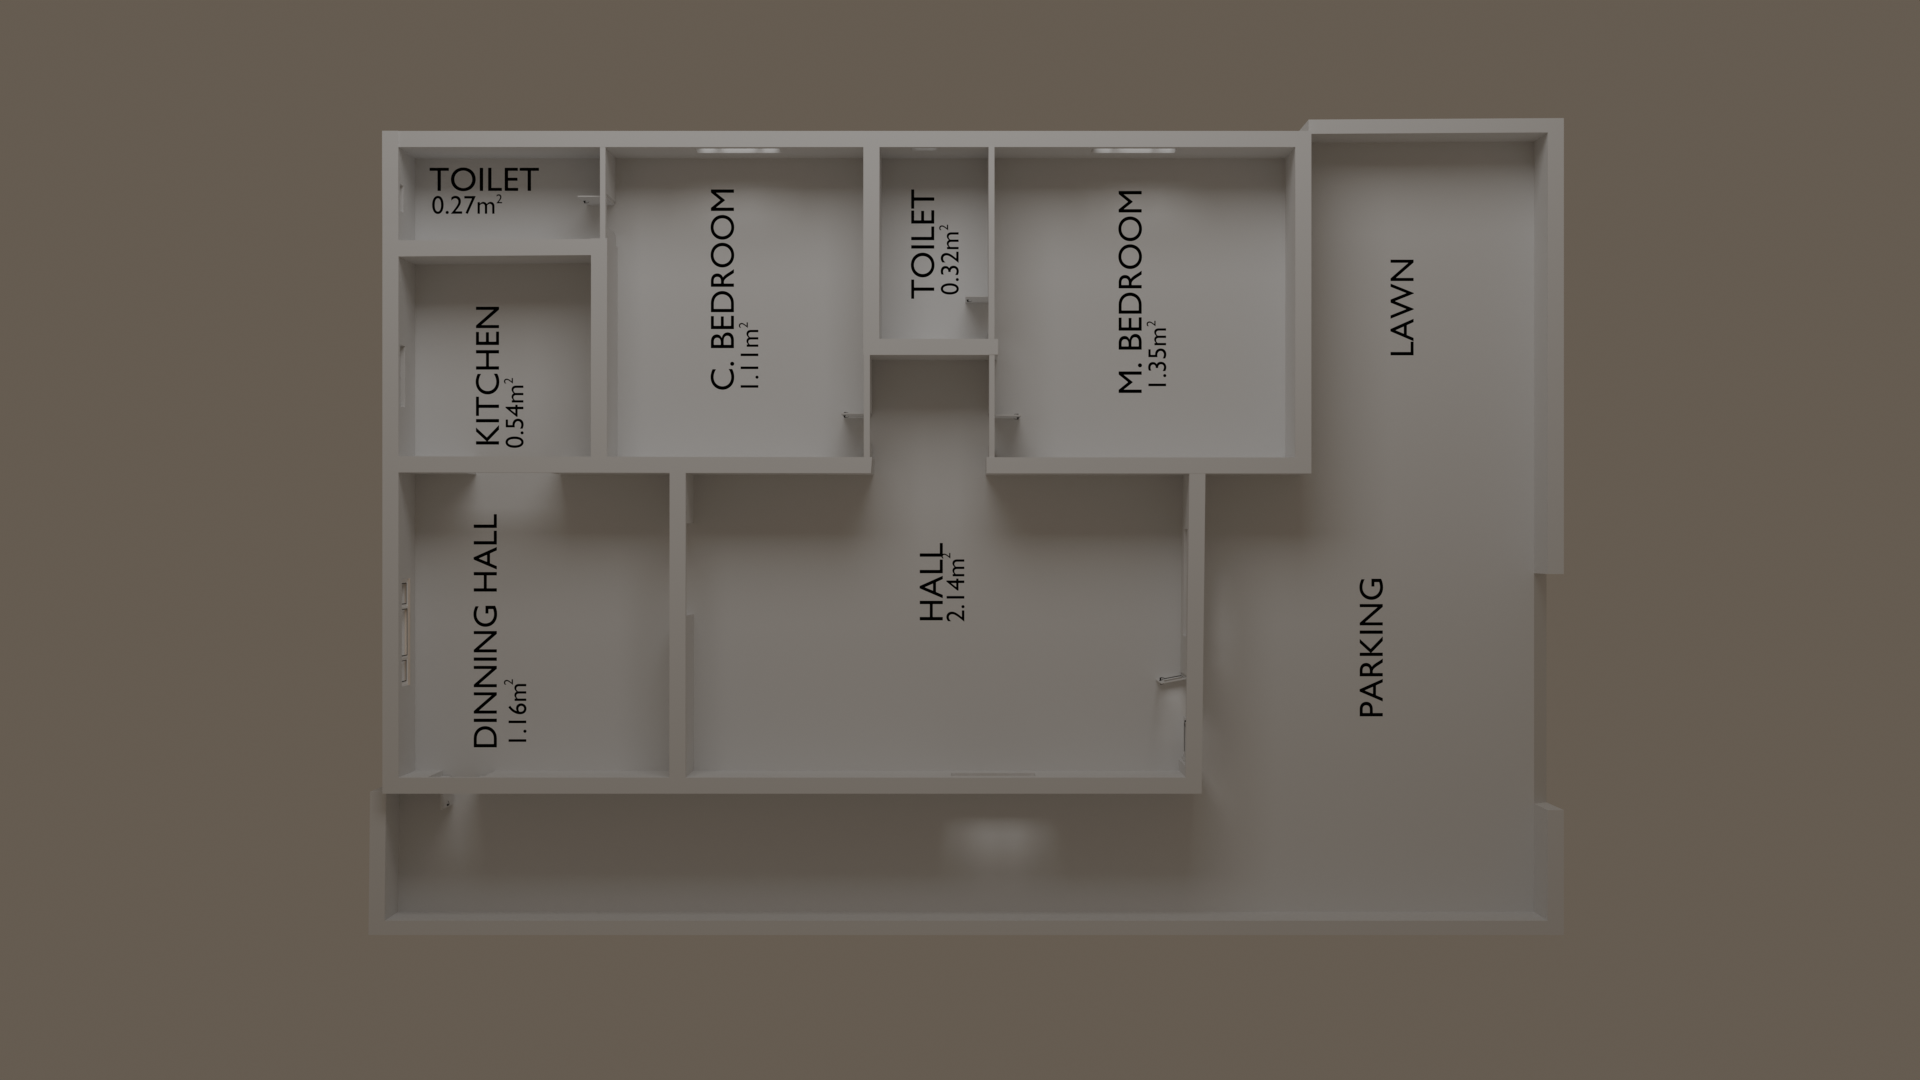 TOILET
0.27m²
C. BEDROOM
1.11m²
TOILET
0.32m²
M. BEDROOM
1.35m²
LAWN
KITCHEN
0.54m²
DINNING HALL
1.16m²
HALL
2.14m²
PARKING